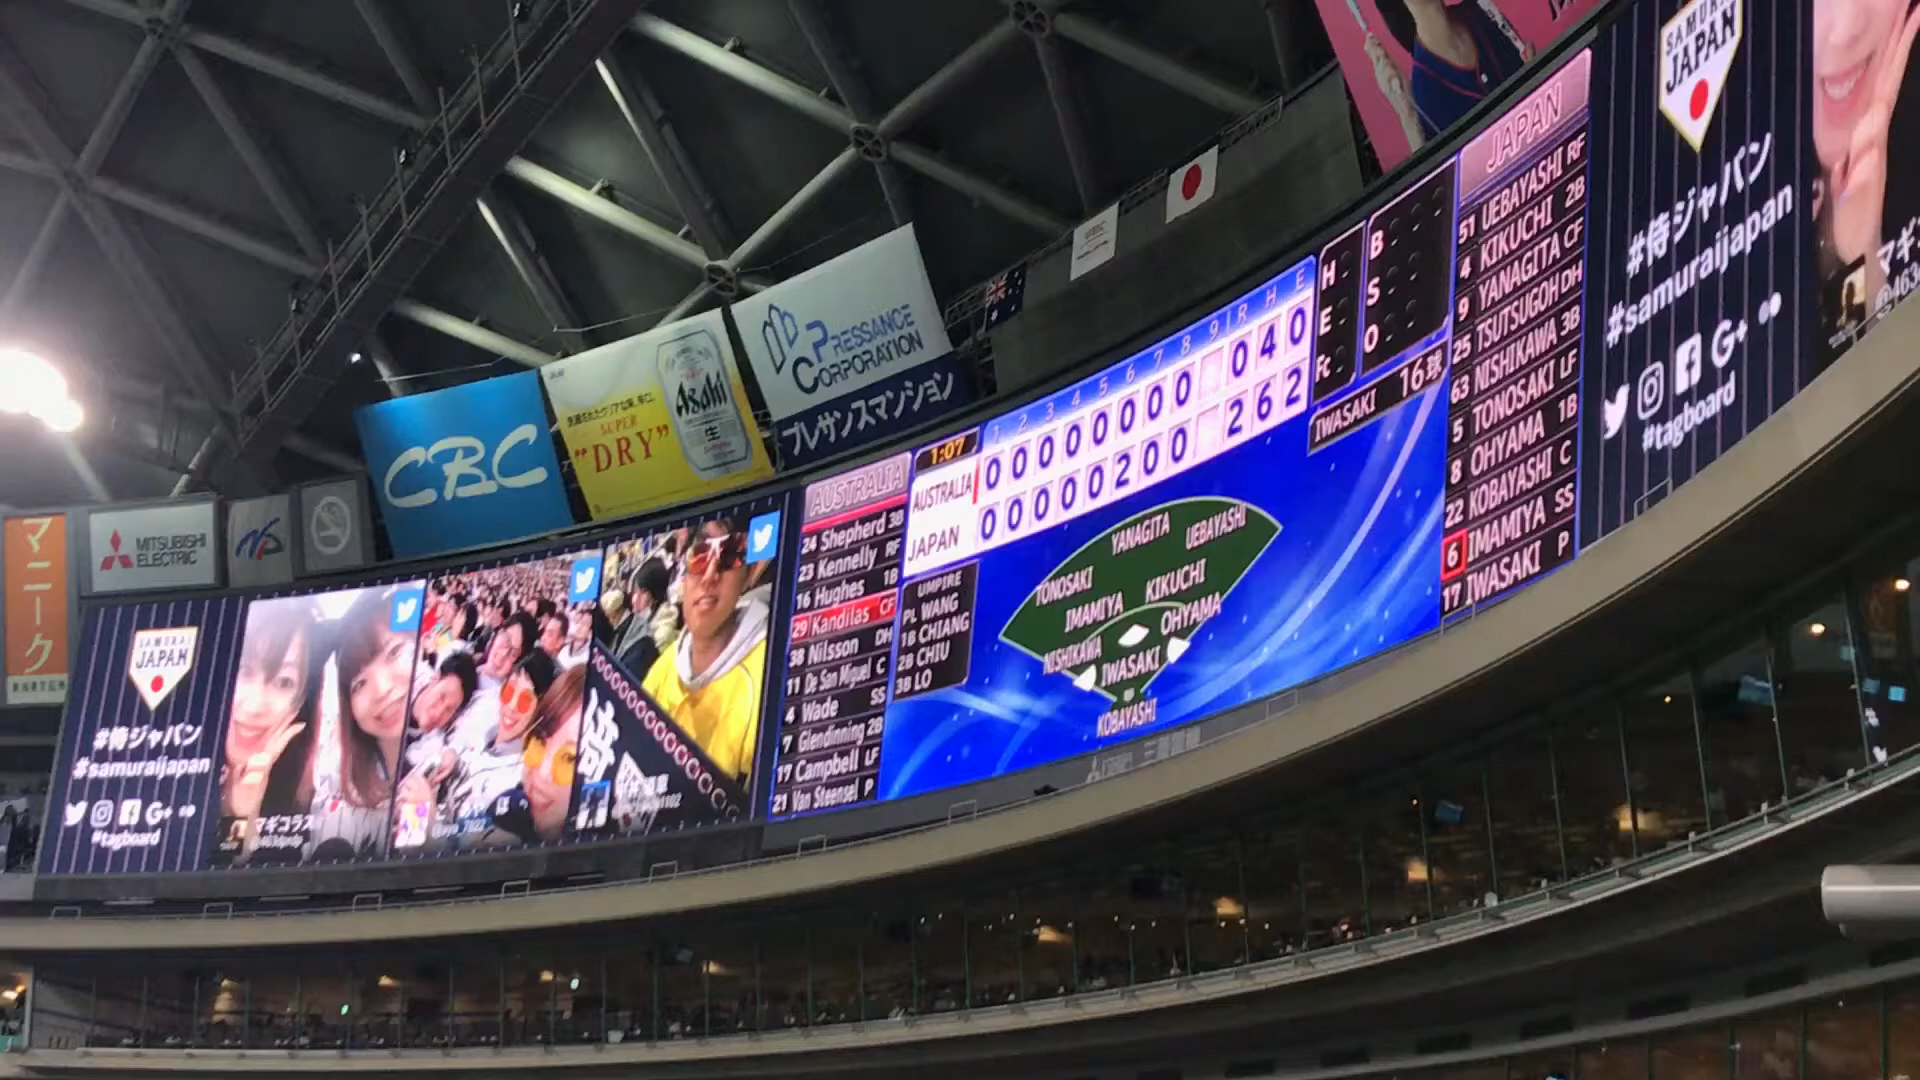 CBC
SUPER
"DRY"
Asahi
生
PRESSANCE
CORPORATION
プレサンスマンション
マニーク
MITSUBISHI
ELECTRIC
SAMURAI
JAPAN
#侍ジャパン
#samuraijapan
G+
#tagboard
マギコラス
AUSTRALIA
24 Shepherd 3B
23 Kennelly RF
16 Hughes 1B
29 Kandilas CF
38 Nilsson DH
11 De San Miguel C
4 Wade SS
7 Glendinning 2B
17 Campbell LF
21 Van Steensel P
1:07
1 2 3 4 5 6 7 8 9 R H E
AUSTRALIA 0 0 0 0 0 0 0 0 0 4 0
JAPAN 0 0 0 0 0 2 0 0 2 6 2
UMPIRE
PL WANG
1B CHIANG
2B CHIU
3B LO
YANAGITA
UEBAYASHI
TONOSAKI
IMAMIYA
KIKUCHI
NISHIKAWA
OHYAMA
IWASAKI
KOBAYASHI
H
E
Fc
B
S
O
IWASAKI 16球
JAPAN
51 UEBAYASHI RF
4 KIKUCHI 2B
9 YANAGITA CF
25 TSUTSUGOH DH
63 NISHIKAWA 3B
5 TONOSAKI LF
8 OHYAMA 1B
22 KOBAYASHI C
6 IMAMIYA SS
17 IWASAKI P
SAMURAI
JAPAN
#侍ジャパン
#samuraijapan
G+
#tagboard
マギ